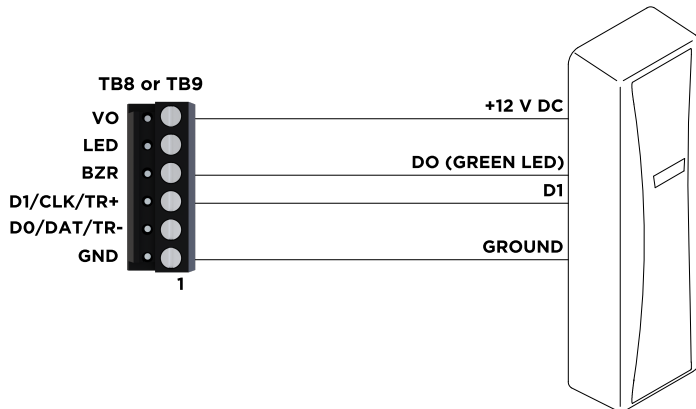 TB8 or TB9
VO
+12 V DC
LED
BZR
DO (GREEN LED)
D1/CLK/TR+
D1
D0/DAT/TR-
GND
GROUND
1